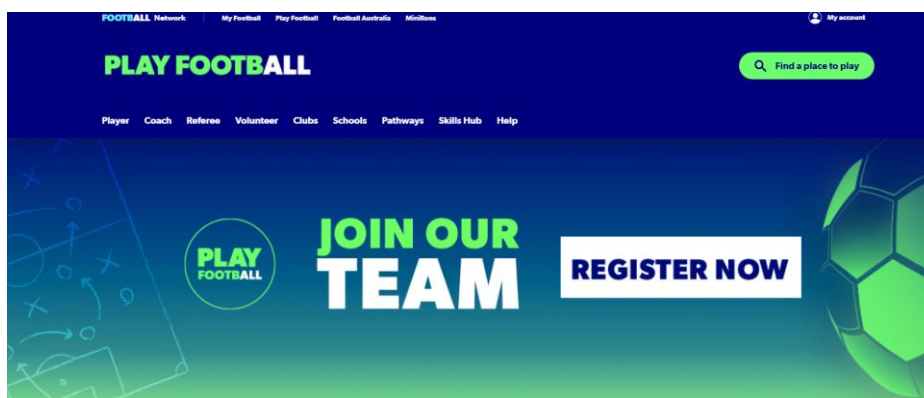 FOOTBALL Network My Football Play Football Football Australia MiniRoos My account
PLAY FOOTBALL
Find a place to play
Player Coach Referee Volunteer Clubs Schools Pathways Skills Hub Help
PLAY
FOOTBALL
JOIN OUR
TEAM
REGISTER NOW